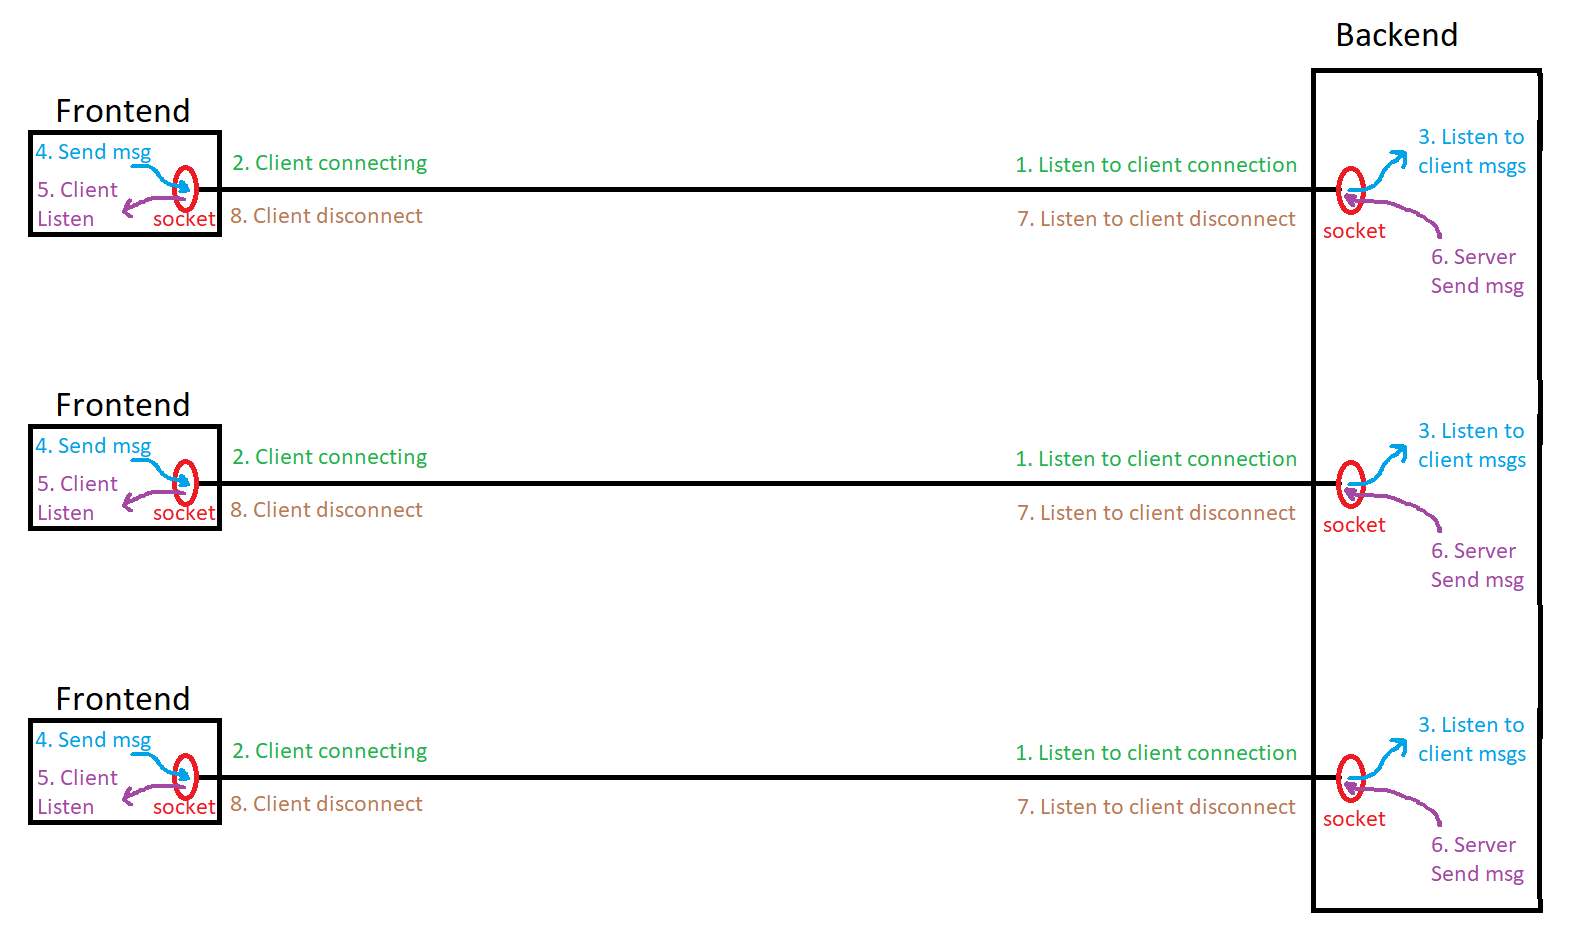 Backend
Frontend
4. Send msg
5. Client
Listen
socket
2. Client connecting
8. Client disconnect
1. Listen to client connection
7. Listen to client disconnect
socket
3. Listen to
client msgs
6. Server
Send msg
Frontend
4. Send msg
5. Client
Listen
socket
2. Client connecting
8. Client disconnect
1. Listen to client connection
7. Listen to client disconnect
socket
3. Listen to
client msgs
6. Server
Send msg
Frontend
4. Send msg
5. Client
Listen
socket
2. Client connecting
8. Client disconnect
1. Listen to client connection
7. Listen to client disconnect
socket
3. Listen to
client msgs
6. Server
Send msg